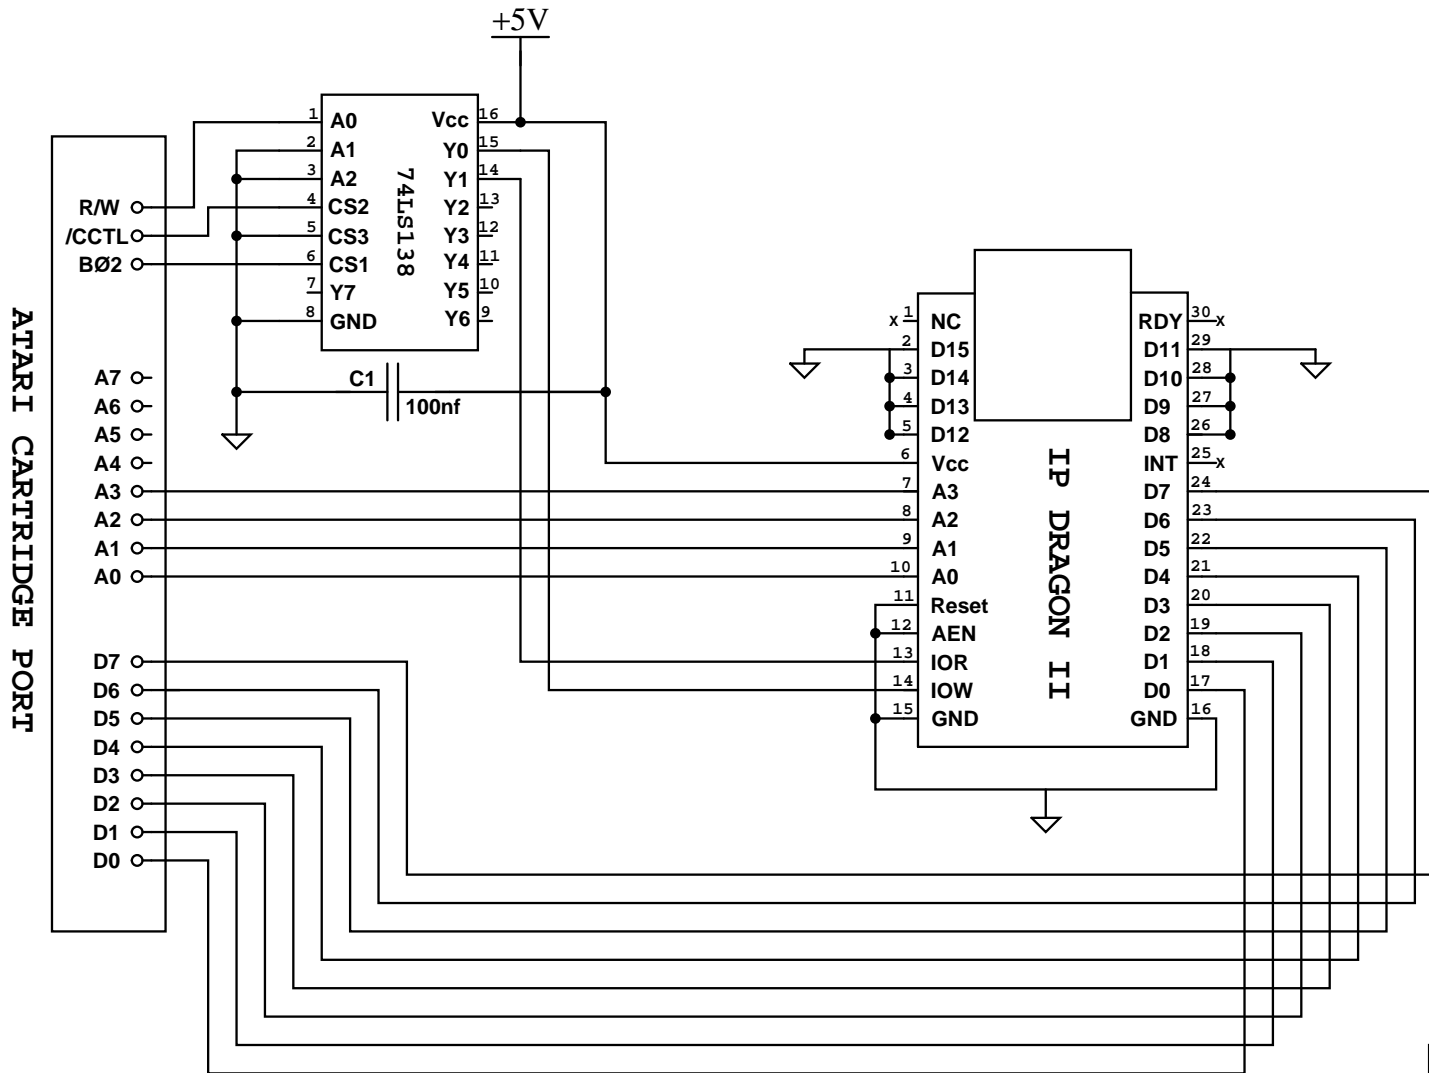 +5V
1 A0 Vcc 16
2 A1 Y0 15
3 A2 Y1 14
4 CS2 Y2 13
5 CS3 Y3 12
6 CS1 Y4 11
7 Y7 Y5 10
8 GND Y6 9
74LS138
R/W
/CCTL
BØ2
C1
100nf
A7
A6
A5
A4
A3
A2
A1
A0
D7
D6
D5
D4
D3
D2
D1
D0
ATARI CARTRIDGE PORT
x 1 NC RDY 30 x
2 D15 D11 29
3 D14 D10 28
4 D13 D9 27
5 D12 D8 26
6 Vcc INT 25 x
7 A3 D7 24
8 A2 D6 23
9 A1 D5 22
10 A0 D4 21
11 Reset D3 20
12 AEN D2 19
13 IOR D1 18
14 IOW D0 17
15 GND GND 16
IP DRAGON II